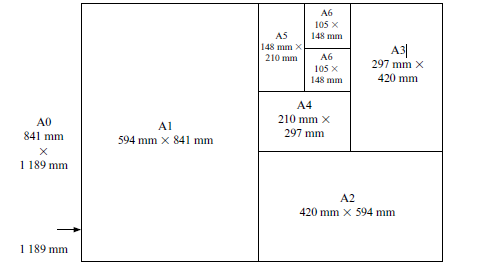 A0
841 mm
×
1 189 mm
1 189 mm
A1
594 mm × 841 mm
A5
148 mm ×
210 mm
A6
105 ×
148 mm
A6
105 ×
148 mm
A4
210 mm ×
297 mm
A3
297 mm ×
420 mm
A2
420 mm × 594 mm